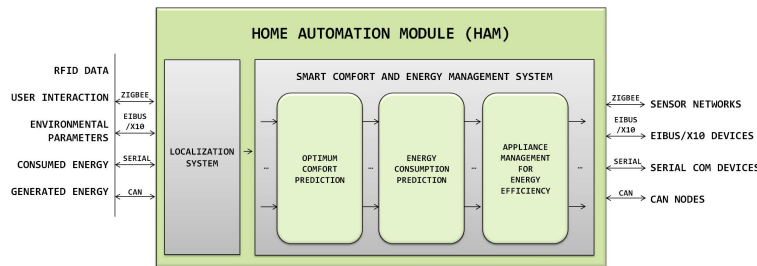 HOME AUTOMATION MODULE (HAM)
RFID DATA
USER INTERACTION
ENVIRONMENTAL
PARAMETERS
CONSUMED ENERGY
GENERATED ENERGY
ZIGBEE
EIBUS
/X10
SERIAL
CAN
LOCALIZATION
SYSTEM
SMART COMFORT AND ENERGY MANAGEMENT SYSTEM
...
OPTIMUM
COMFORT
PREDICTION
...
ENERGY
CONSUMPTION
PREDICTION
...
APPLIANCE
MANAGEMENT
FOR
ENERGY
EFFICIENCY
...
ZIGBEE
EIBUS
/X10
SERIAL
CAN
SENSOR NETWORKS
EIBUS/X10 DEVICES
SERIAL COM DEVICES
CAN NODES